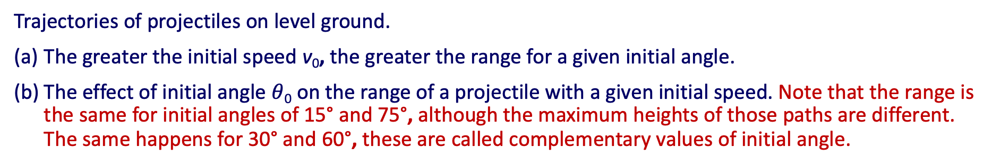 Trajectories of projectiles on level ground.
(a) The greater the initial speed v₀, the greater the range for a given initial angle.
(b) The effect of initial angle θ₀ on the range of a projectile with a given initial speed. Note that the range is
the same for initial angles of 15° and 75°, although the maximum heights of those paths are different.
The same happens for 30° and 60°, these are called complementary values of initial angle.